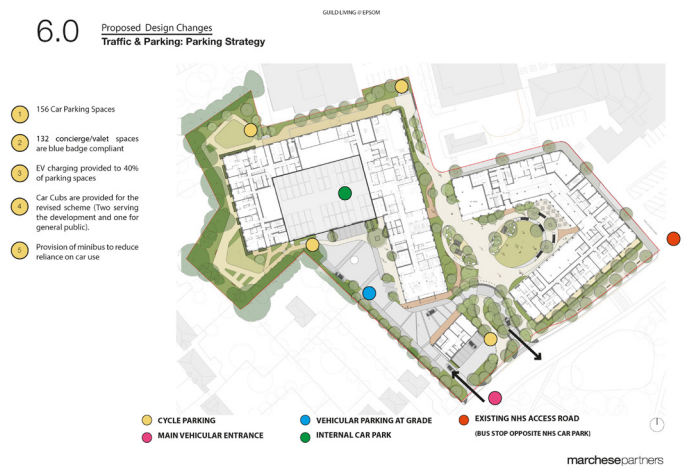 GUILD LIVING @ EPSOM
6.0
Proposed Design Changes
Traffic & Parking: Parking Strategy
1
156 Car Parking Spaces
2
132 concierge/valet spaces
are blue badge compliant
3
EV charging provided to 40%
of parking spaces
4
Car Cubs are provided for the
revised scheme (Two serving
the development and one for
general public).
5
Provision of minibus to reduce
reliance on car use
CYCLE PARKING
MAIN VEHICULAR ENTRANCE
VEHICULAR PARKING AT GRADE
INTERNAL CAR PARK
EXISTING NHS ACCESS ROAD
(BUS STOP OPPOSITE NHS CAR PARK)
marchesepartners